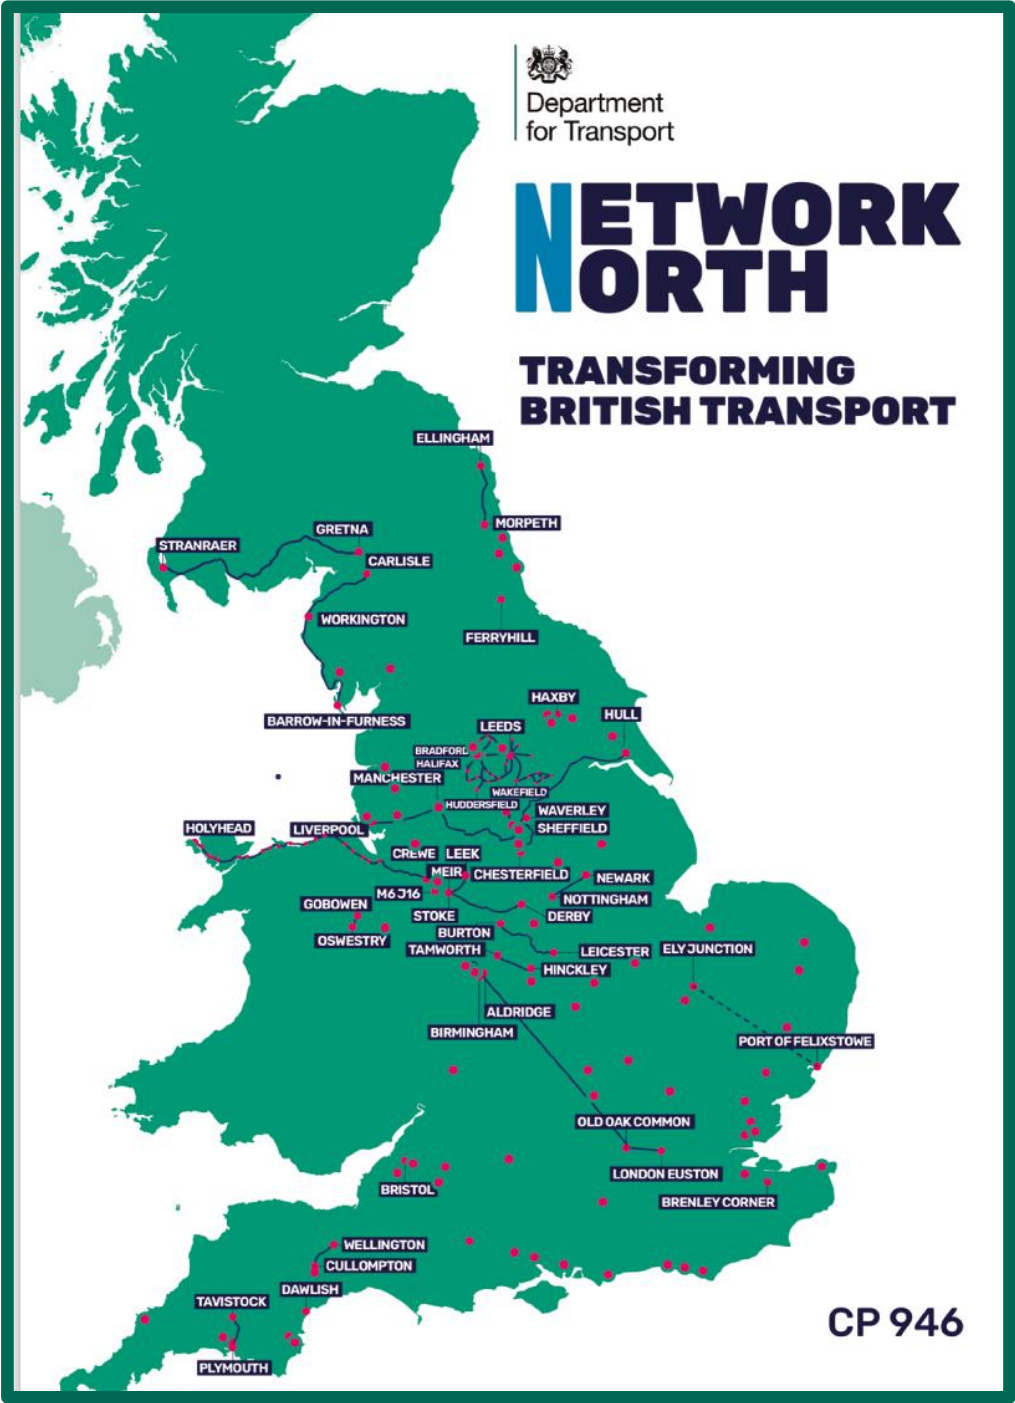 Department
for Transport
NETWORK
NORTH
TRANSFORMING
BRITISH TRANSPORT
ELLINGHAM
MORPETH
GRETNA
STRANRAER
CARLISLE
WORKINGTON
FERRYHILL
HAXBY
HULL
BARROW-IN-FURNESS
LEEDS
BRADFORD
HALIFAX
MANCHESTER
WAKEFIELD
HUDDERSFIELD
WAVERLEY
HOLYHEAD
LIVERPOOL
SHEFFIELD
CREWE
LEEK
MEIR
CHESTERFIELD
NEWARK
M6 J16
NOTTINGHAM
GOBOWEN
STOKE
DERBY
OSWESTRY
BURTON
TAMWORTH
LEICESTER
ELY JUNCTION
HINCKLEY
ALDRIDGE
BIRMINGHAM
PORT OF FELIXSTOWE
OLD OAK COMMON
LONDON EUSTON
BRISTOL
BRENLEY CORNER
WELLINGTON
CULLOMPTON
DAWLISH
TAVISTOCK
PLYMOUTH
CP 946